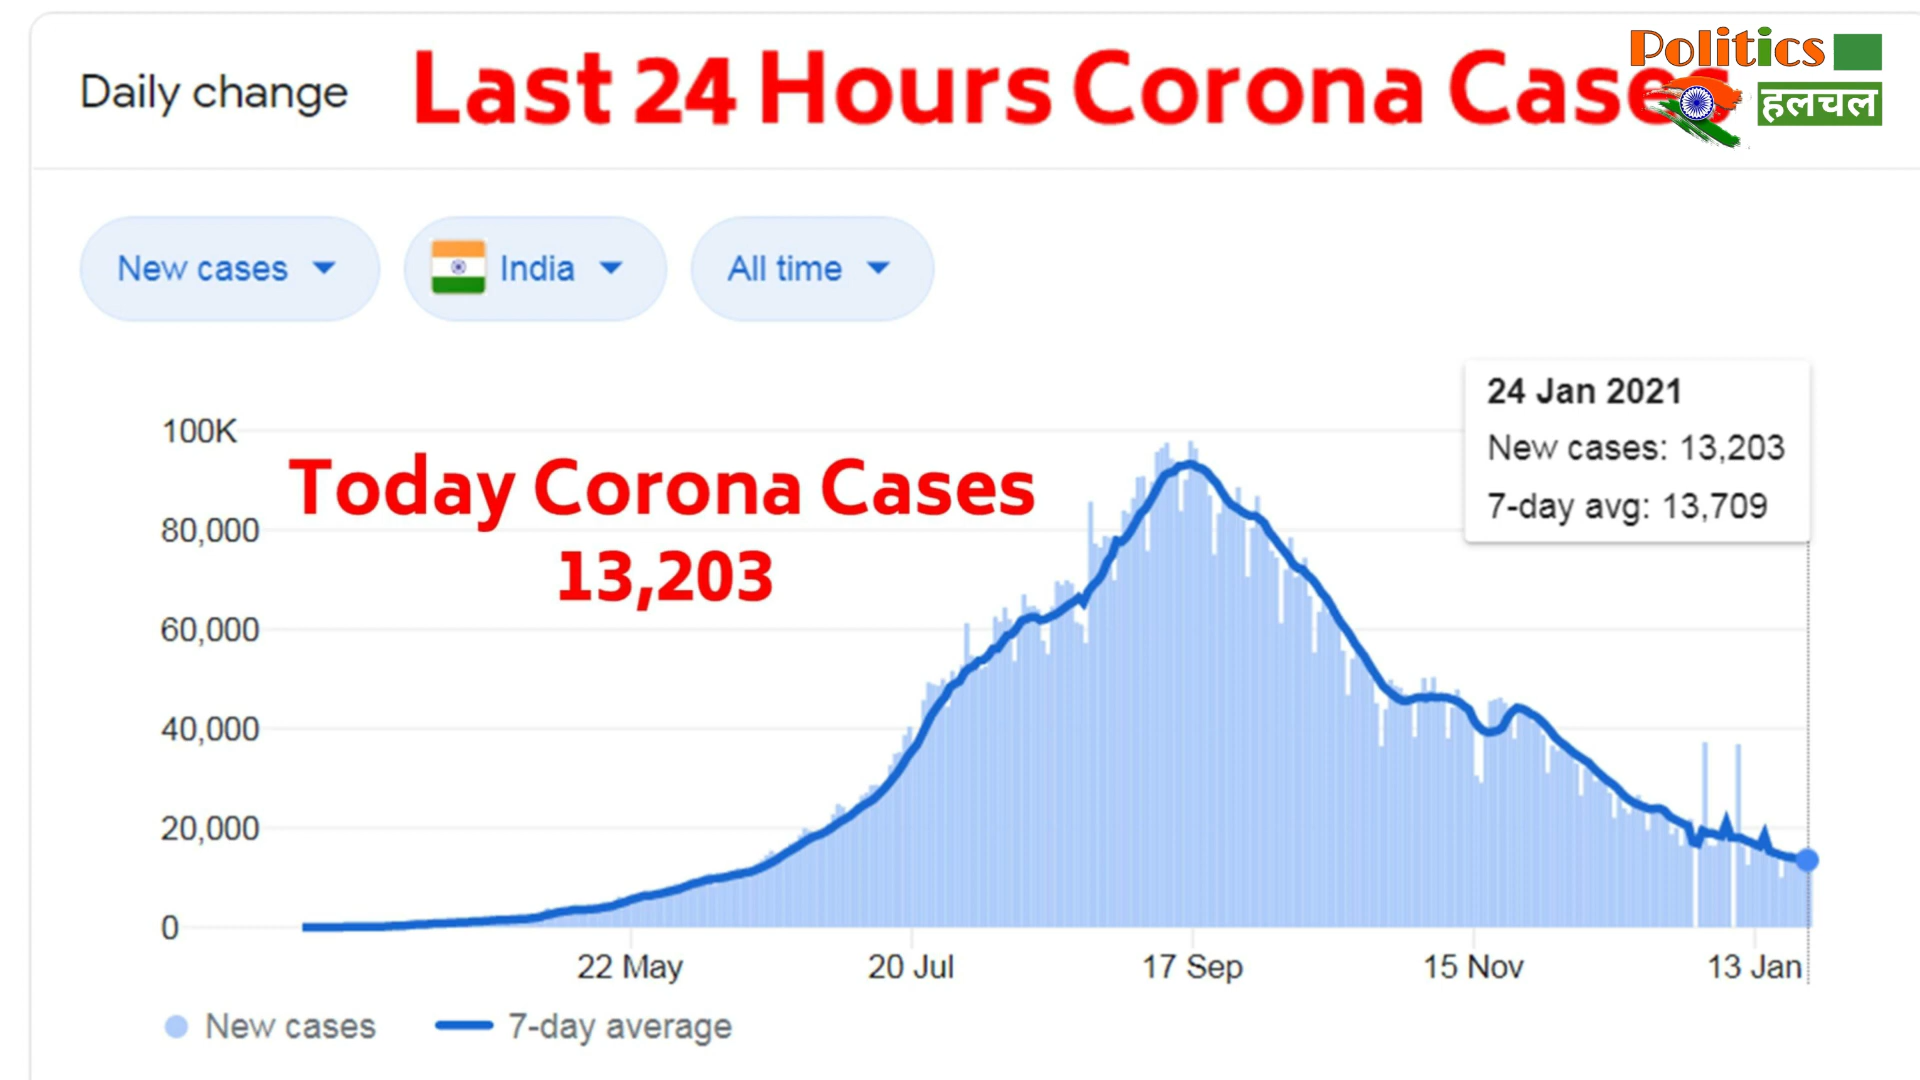 Daily change
Last 24 Hours Corona Cases
Politics
हलचल
New cases
India
All time
24 Jan 2021
New cases: 13,203
7-day avg: 13,709
Today Corona Cases
13,203
100K
80,000
60,000
40,000
20,000
0
22 May
20 Jul
17 Sep
15 Nov
13 Jan
New cases
7-day average